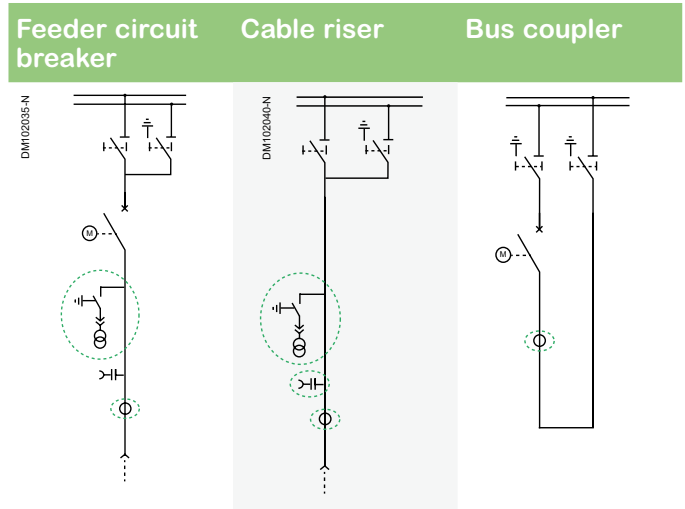 Feeder circuit
breaker
Cable riser
Bus coupler
DM102035-N
DM102040-N
M
M